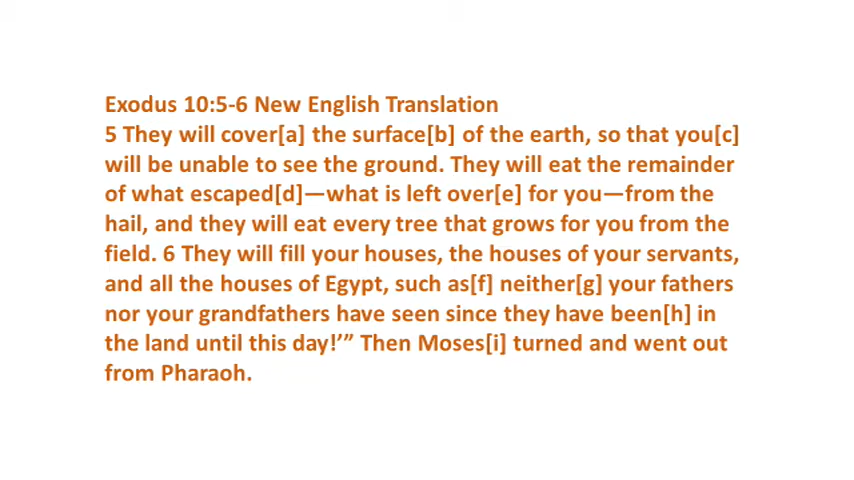 Exodus 10:5-6 New English Translation
5 They will cover[a] the surface[b] of the earth, so that you[c]
will be unable to see the ground. They will eat the remainder
of what escaped[d]—what is left over[e] for you—from the
hail, and they will eat every tree that grows for you from the
field. 6 They will fill your houses, the houses of your servants,
and all the houses of Egypt, such as[f] neither[g] your fathers
nor your grandfathers have seen since they have been[h] in
the land until this day!’” Then Moses[i] turned and went out
from Pharaoh.